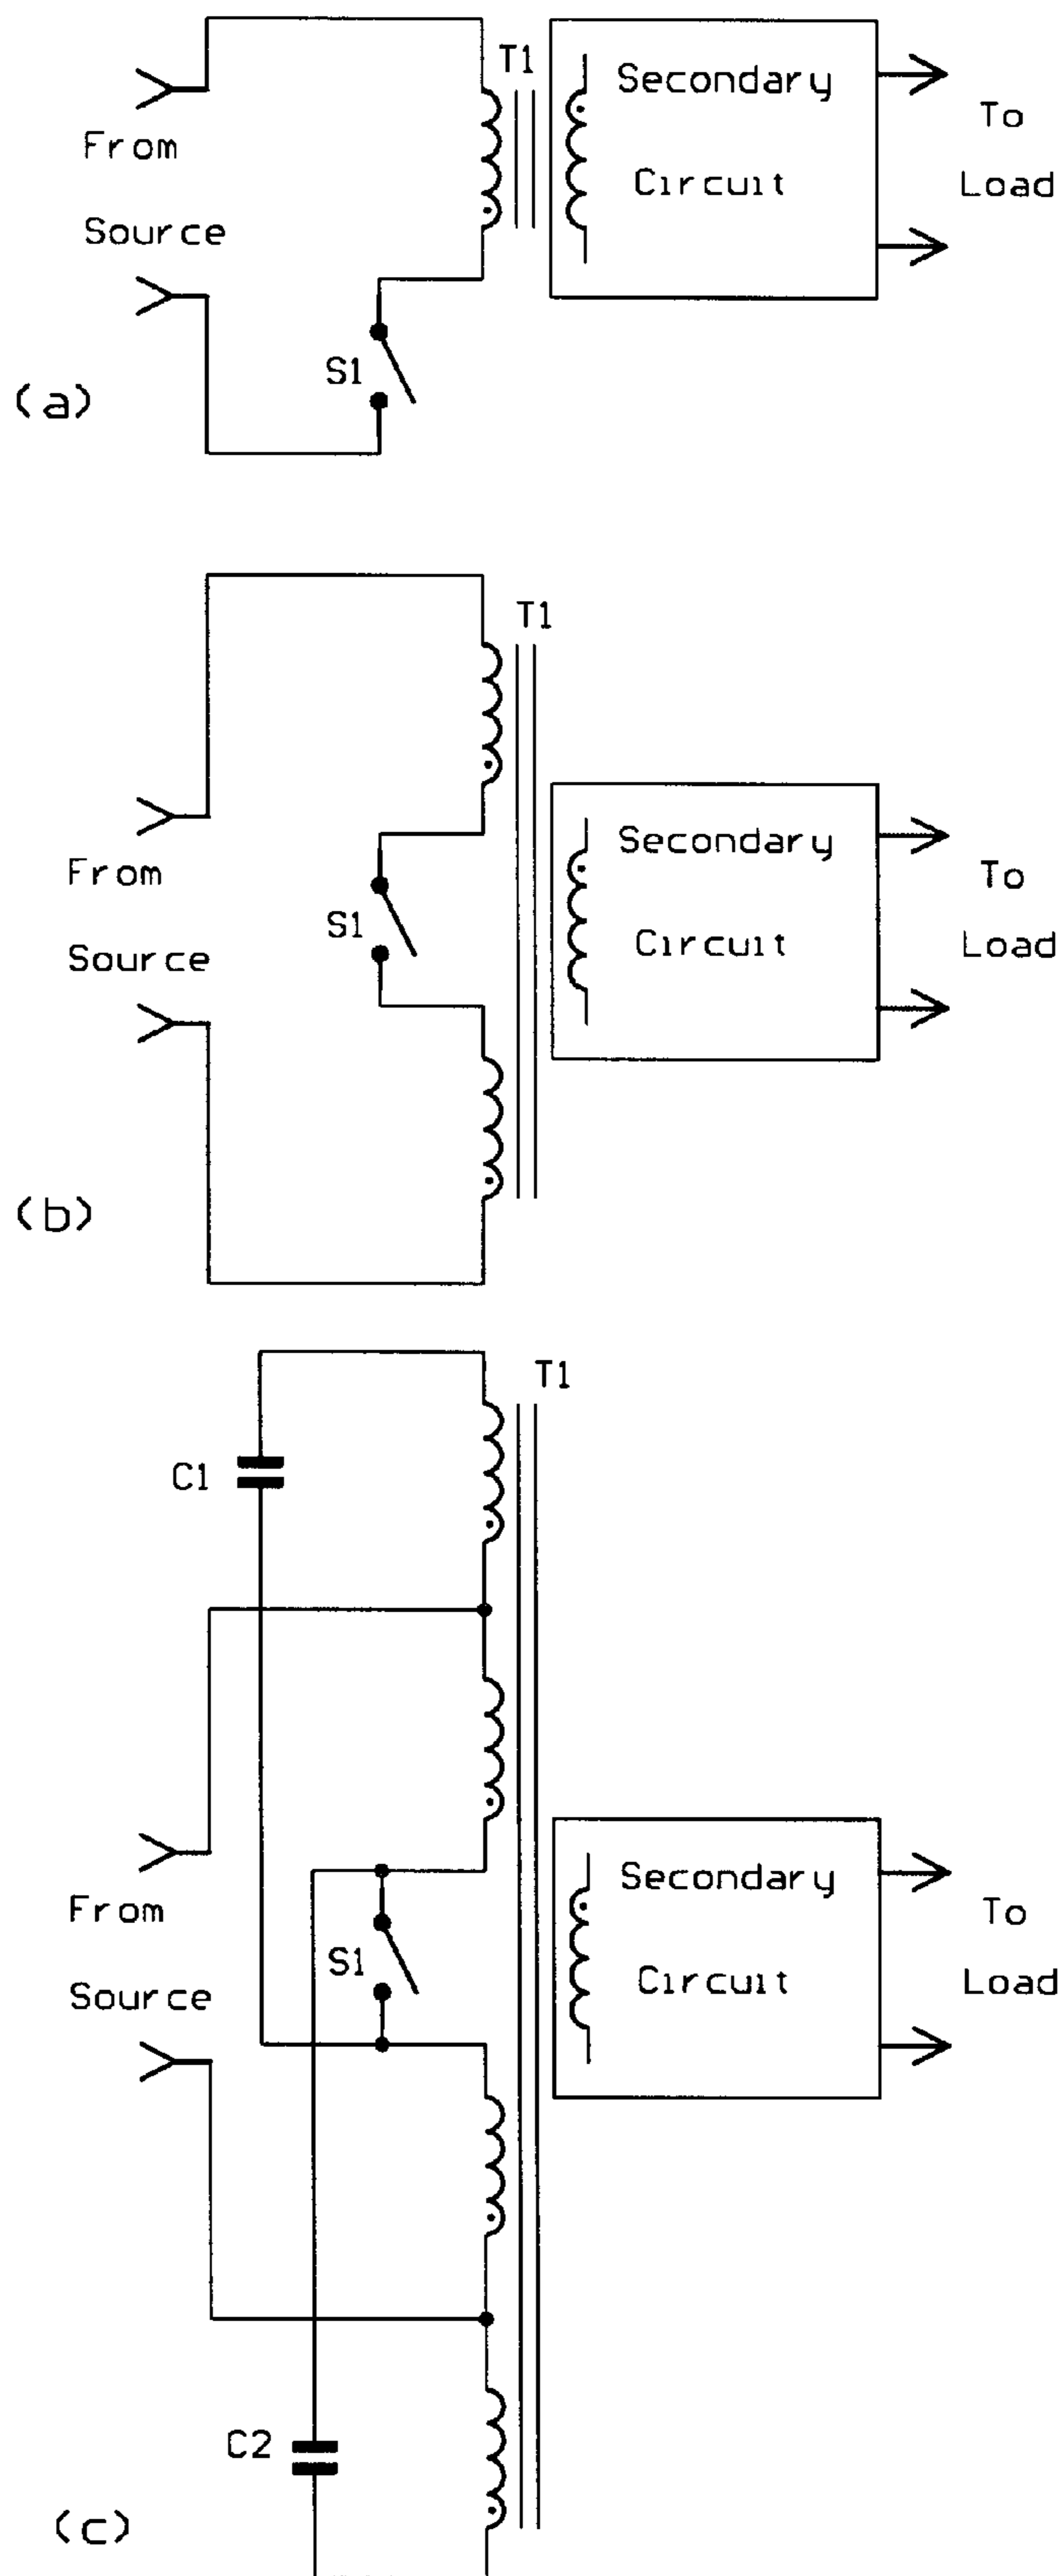 T1
Secondary
From
To
Circuit
Load
Source
S1
(a)
T1
Secondary
From
To
S1
Circuit
Source
Load
(b)
T1
C1
Secondary
From
To
S1
Circuit
Source
Load
C2
(c)